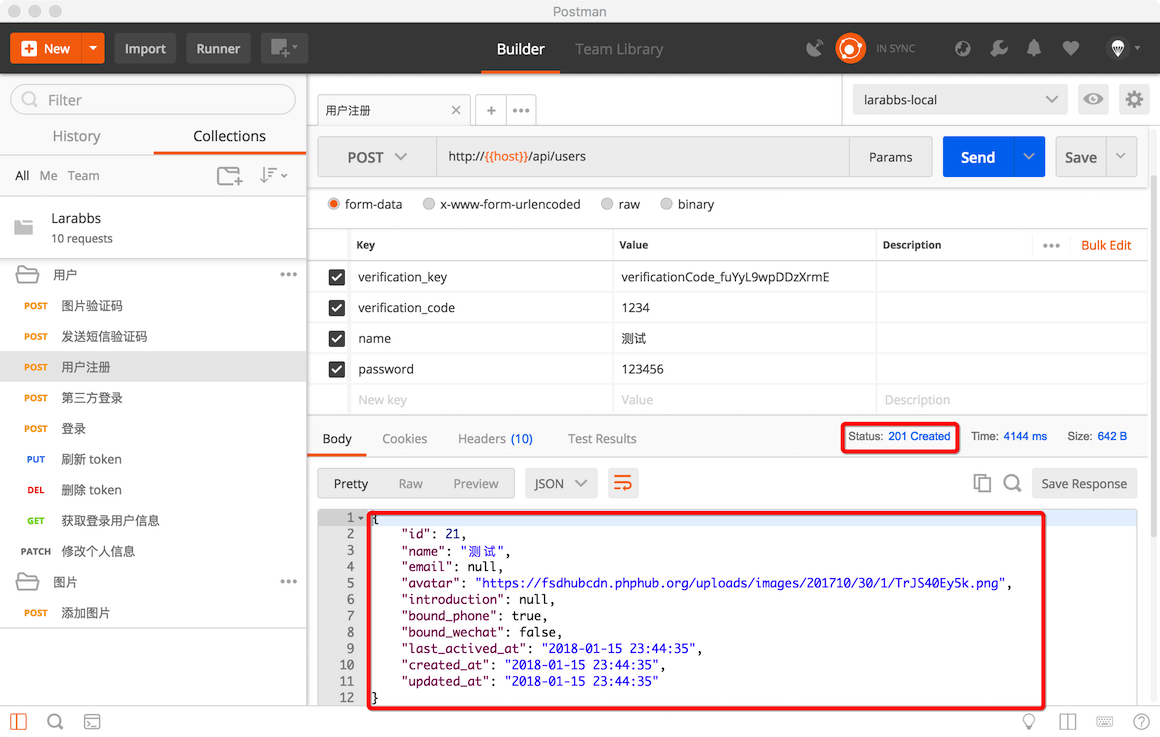 Postman
New Import Runner Builder Team Library IN SYNC
Filter
History Collections
All Me Team
Larabbs
10 requests
用户
POST 图片验证码
POST 发送短信验证码
POST 用户注册
POST 第三方登录
POST 登录
PUT 刷新 token
DEL 删除 token
GET 获取登录用户信息
PATCH 修改个人信息
图片
POST 添加图片
用户注册
larabbs-local
POST http://{{host}}/api/users Params Send Save
form-data x-www-form-urlencoded raw binary
Key Value Description Bulk Edit
verification_key verificationCode_fuYyL9wpDDzXrmE
verification_code 1234
name 测试
password 123456
New key Value Description
Body Cookies Headers (10) Test Results Status: 201 Created Time: 4144 ms Size: 642 B
Pretty Raw Preview JSON Save Response
1 {
2 "id": 21,
3 "name": "测试",
4 "email": null,
5 "avatar": "https://fsdhubcdn.phphub.org/uploads/images/201710/30/1/TrJS40Ey5k.png",
6 "introduction": null,
7 "bound_phone": true,
8 "bound_wechat": false,
9 "last_actived_at": "2018-01-15 23:44:35",
10 "created_at": "2018-01-15 23:44:35",
11 "updated_at": "2018-01-15 23:44:35"
12 }